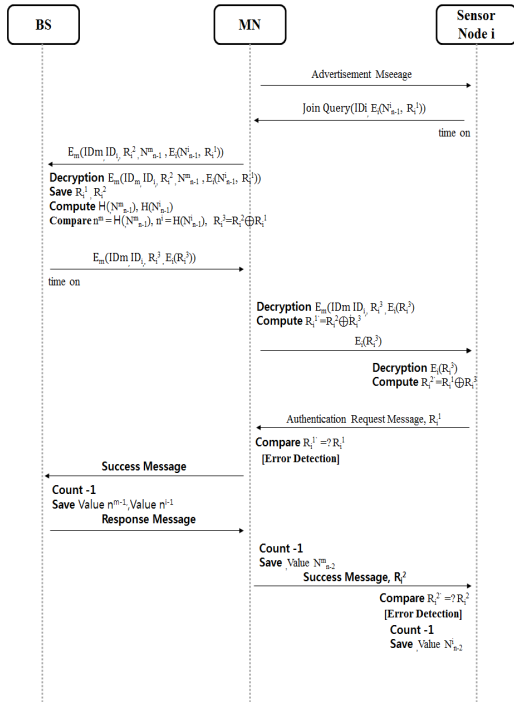 BS
MN
Sensor
Node i
Advertisement Mseeage
Join Query(IDi, Eᵢ(Nⁱₙ₋₁, Rᵢ¹))
time on
Eₘ(IDm IDᵢ, Rᵢ², Nᵐₙ₋₁ , Eᵢ(Nⁱₙ₋₁, Rᵢ¹))
Decryption Eₘ(IDₘ IDᵢ, Rᵢ², Nᵐₙ₋₁ , Eᵢ(Nⁱₙ₋₁, Rᵢ¹))
Save Rᵢ¹, Rᵢ²
Compute H(Nᵐₙ₋₁), H(Nⁱₙ₋₁)
Compare nᵐ = H(Nᵐₙ₋₁), nⁱ = H(Nⁱₙ₋₁), Rᵢ³=Rᵢ²⊕Rᵢ¹
Eₘ(IDm IDᵢ, Rᵢ³, Eᵢ(Rᵢ³))
time on
Decryption Eₘ(IDm IDᵢ, Rᵢ³, Eᵢ(Rᵢ³)
Compute Rᵢ¹'=Rᵢ²⊕Rᵢ³
Eᵢ(Rᵢ³)
Decryption Eᵢ(Rᵢ³)
Compute Rᵢ²'=Rᵢ¹⊕Rᵢ³
Authentication Request Message, Rᵢ¹
Compare Rᵢ¹' =? Rᵢ¹
[Error Detection]
Success Message
Count -1
Save Value nᵐ⁻¹,Value nⁱ⁻¹
Response Message
Count -1
Save Value Nᵐₙ₋₂
Success Message, Rᵢ²
Compare Rᵢ²' =? Rᵢ²
[Error Detection]
Count -1
Save Value Nⁱₙ₋₂